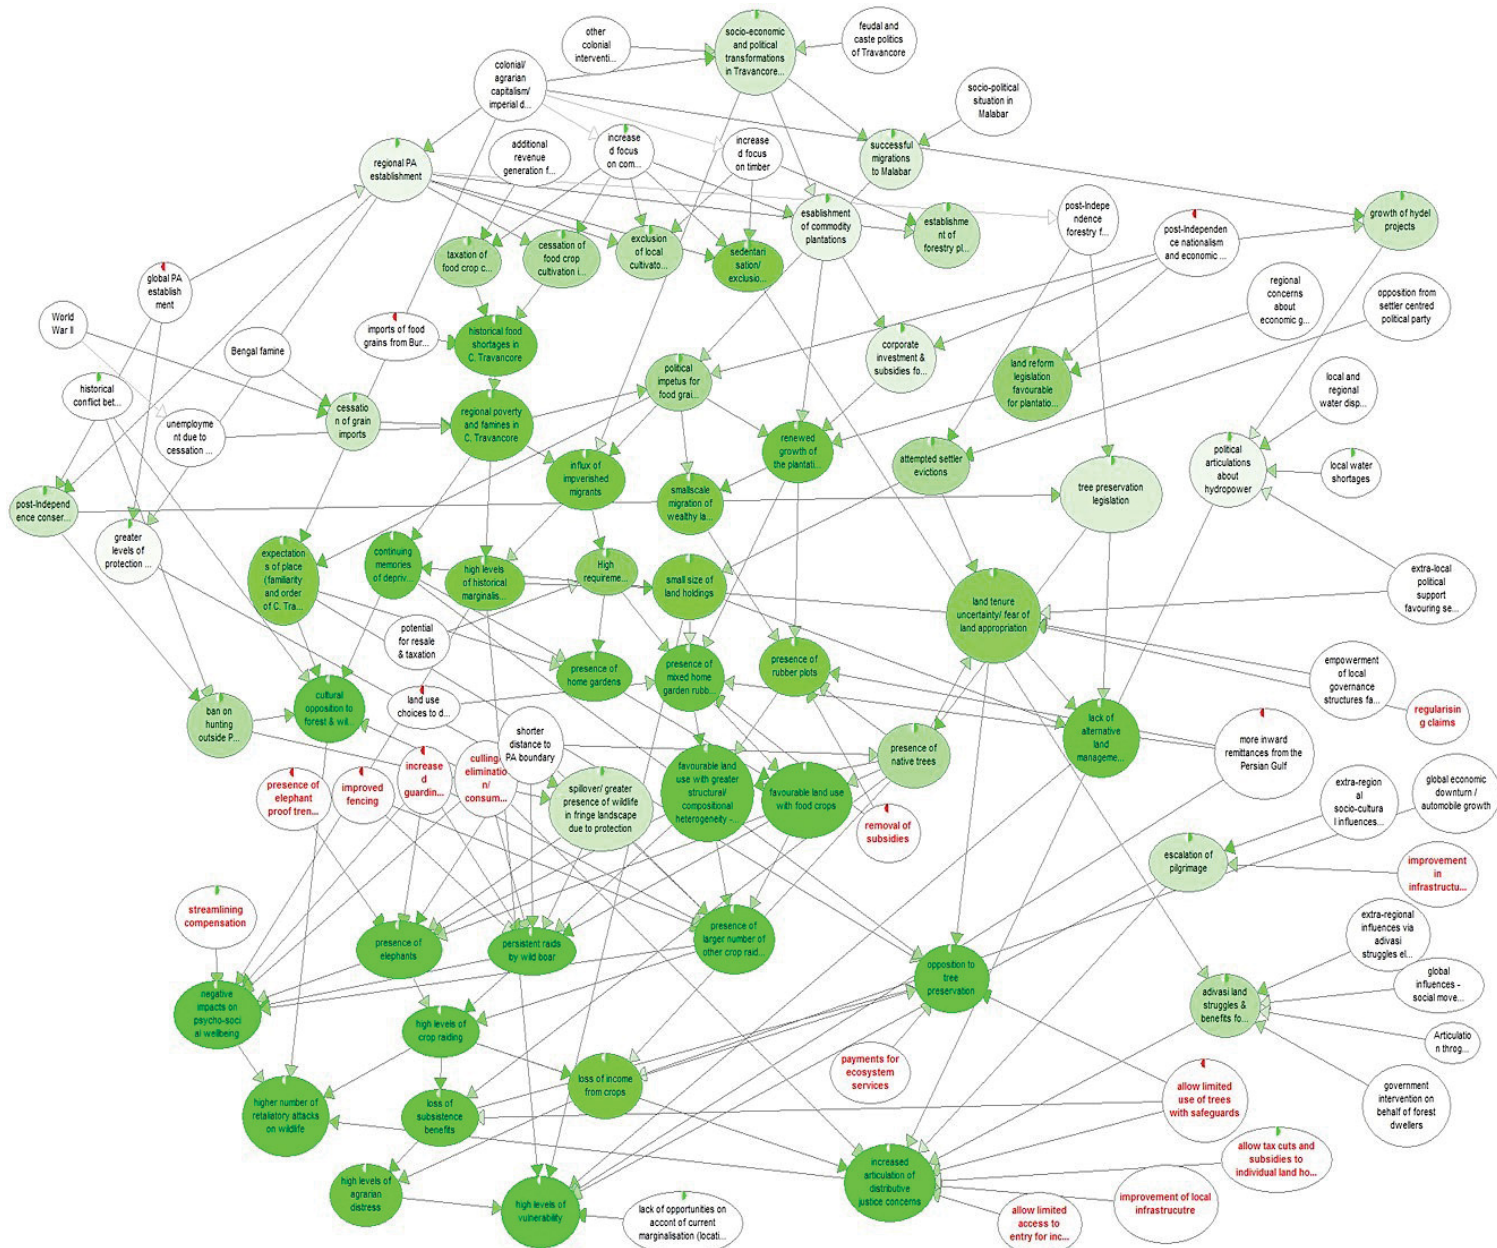 other
colonial
interventi...
socio-economic
and political
transformations
in Travancore...
feudal and
caste politics
of Travancore
colonial/
agrarian
capitalism/
imperial d...
socio-political
situation in
Malabar
regional PA
establishment
additional
revenue
generation f...
increase
d focus
on com...
increase
d focus
on timber
successful
migrations
to Malabar
taxation of
food crop c...
cessation of
food crop
cultivation i...
exclusion
of local
cultivato...
sedentari
sation/
exclusio...
esablishment
of commodity
plantations
establishme
nt of
forestry pl...
post-Indepe
ndence
forestry f...
post-Independen
ce nationalism
and economic ...
growth of hydel
projects
global PA
establish
ment
World
War II
Bengal famine
imports of food
grains from Bur...
historical food
shortages in
C. Travancore
regional
concerns
about
economic g...
opposition from
settler centred
political party
corporate
investment &
subsidies fo...
land reform
legislation
favourable
for plantatio...
political
impetus for
food grai...
historical
conflict bet...
unemployme
nt due to
cessation ...
cessatio
n of grain
imports
regional poverty
and famines in
C. Travancore
renewed
growth of
the plantati...
local and
regional
water disp...
attempted settler
evictions
political
articulations
about
hydropower
local water
shortages
influx of
impverished
migrants
smallscale
migration of
wealthy la...
tree preservation
legislation
post-Independ
ence conser...
greater
levels of
protection ...
expectation
s of place
(familiarity
and order
of C. Tra...
continuing
memories
of depriv...
high levels
of historical
marginalis...
High
requireme...
small size of
land holdings
land tenure
uncertainty/ fear of
land appropriation
extra-local
political
support
favouring se...
potential
for resale
& taxation
presence of
home gardens
presence of
mixed home
garden rubb...
presence of
rubber plots
empowerment
of local
governance
structures fa...
regularisin
g claims
ban on
hunting
outside P...
cultural
opposition to
forest & wil...
land use
choices to d...
shorter
distance to
PA boundary
presence of
native trees
lack of
alternative
land
manageme...
more inward
remittances from the
Persian Gulf
presence of
elephant
proof tren...
improved
fencing
increase
d
guardin...
culling/
eliminatio
n/
consum...
spillover/ greater
presence of wildlife
in fringe landscape
due to protection
favourable land
use with greater
structural/
compositional
heterogeneity -...
favourable land use
with food crops
removal of
subsidies
extra-region
al
socio-cultura
l influences...
global economic
downturn /
automobile growth
escalation of
pilgrimage
improvement
in
infrastructu...
streamlining
compensation
presence of
elephants
persistent raids
by wild boar
presence of
larger number of
other crop raid...
opposition to
tree
preservation
extra-regional
influences via
adivasi
struggles el...
global
influences -
social move...
adivasi land
struggles &
benefits fo...
Articulatio
n throg...
negative
impacts on
psycho-soci
al wellbeing
high levels of
crop raiding
loss of income
from crops
payments for
ecosystem
services
allow limited
use of trees
with safeguards
government
intervention on
behalf of forest
dwellers
higher number of
retaliatory attacks
on wildlife
loss of
subsistence
benefits
high levels of
agrarian
distress
high levels of
vulnerability
lack of opportunities on
accont of current
marginalisation (locati...
increased
articulation of
distributive
justice concerns
allow tax cuts and
subsidies to
individual land ho...
allow limited
access to
entry for inc...
improvement of local
infrastrucutre